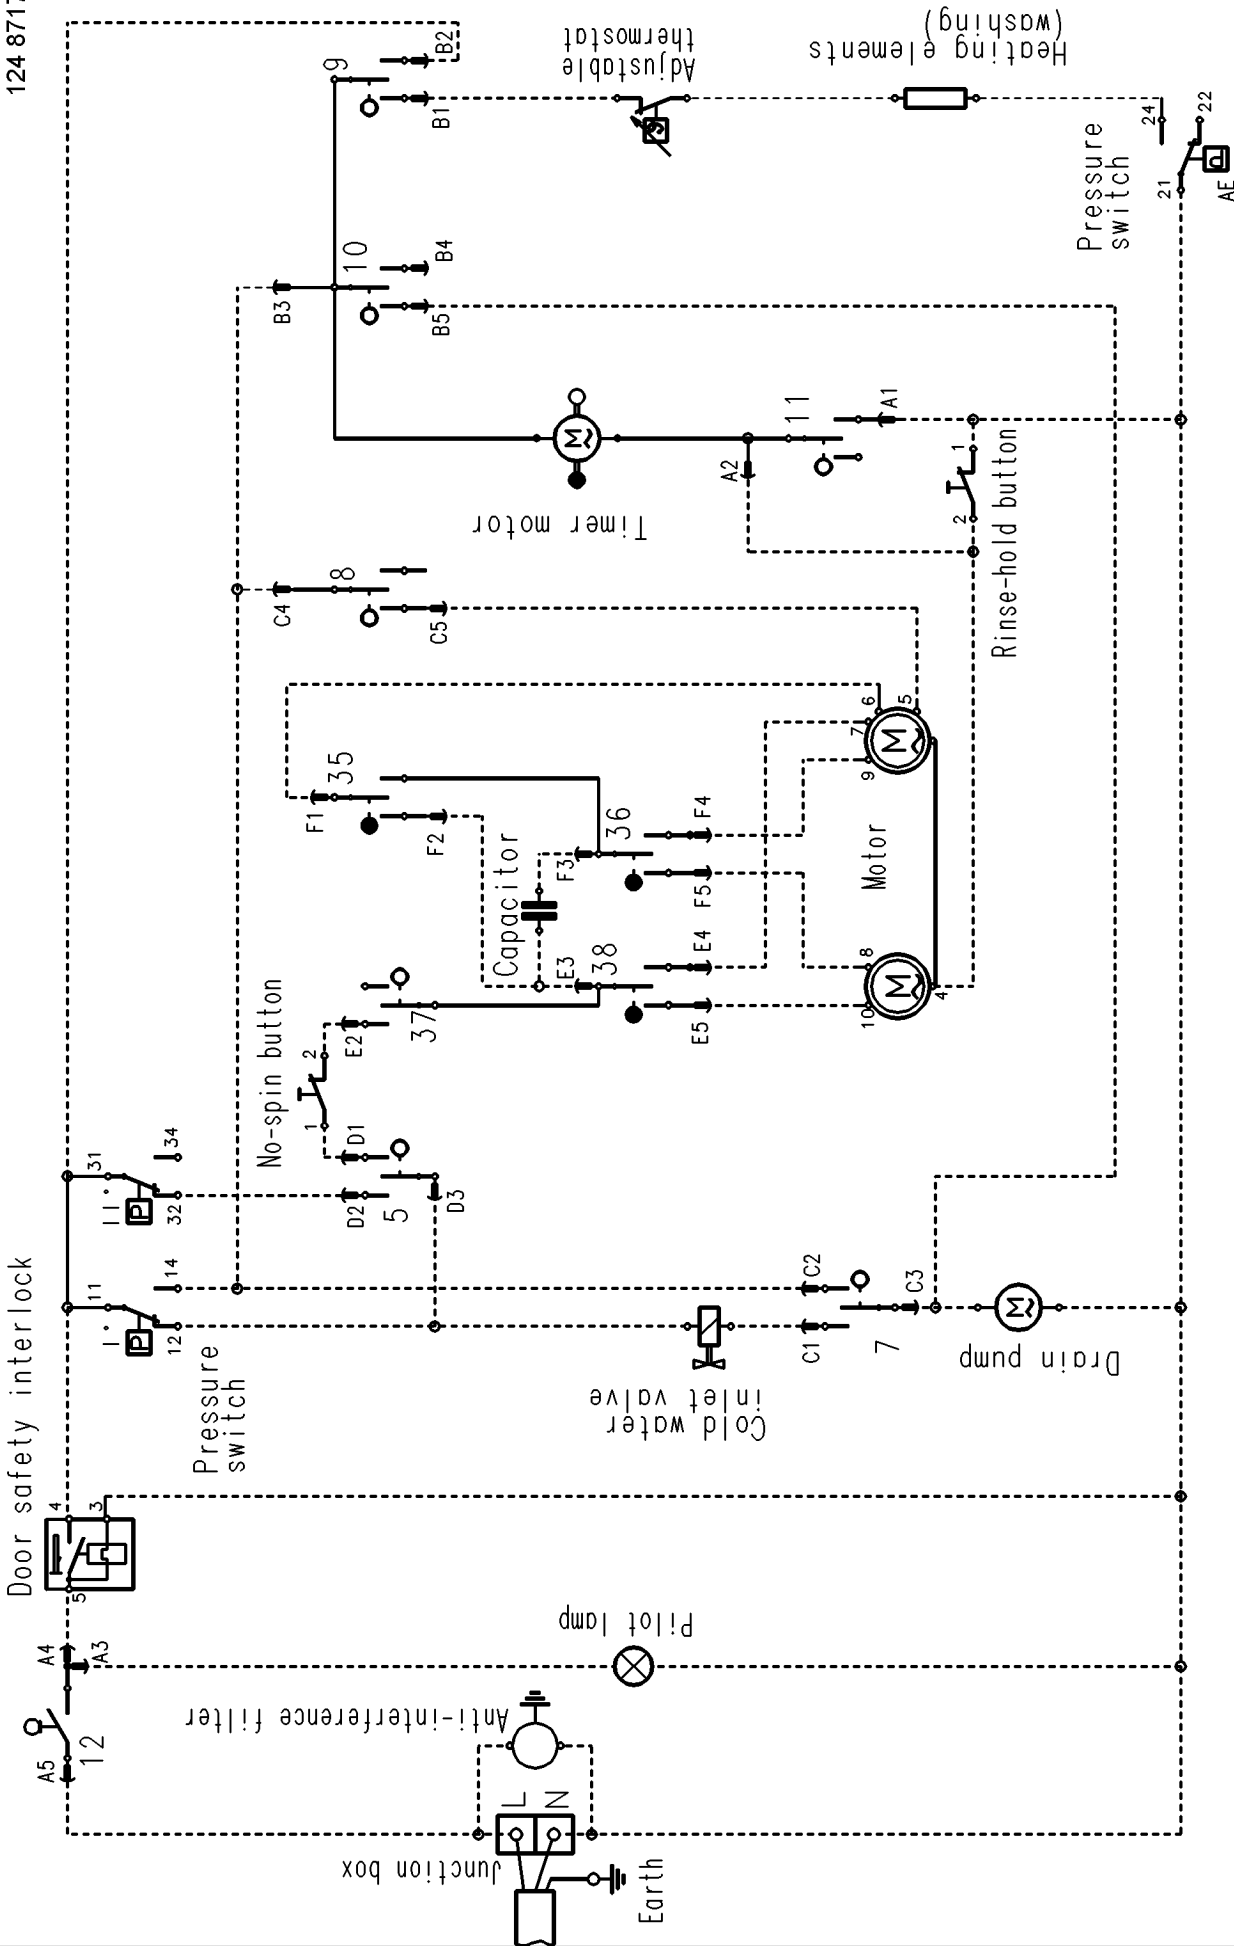 124 8717
Door safety interlock
Pressure
switch
No-spin button
Capacitor
Motor
Rinse-hold button
Timer motor
Adjustable
thermostat
Heating elements
(washing)
Pressure
switch
Cold water
inlet valve
Drain pump
Pilot lamp
Anti-interference filter
Junction box
Earth
L
N
A5
12
A4
A3
5
4
3
I.
P
11
12
14
II.
P
31
32
34
D2
D1
5
D3
1
2
E2
37
E3
38
E5
E4
F3
36
F5
F4
F1
35
F2
C4
8
C5
B3
10
B5
B4
9
B1
B2
C1
C2
7
C3
M
M
M
M
10
8
4
9
7
6
5
A2
11
A1
2
1
21
22
24